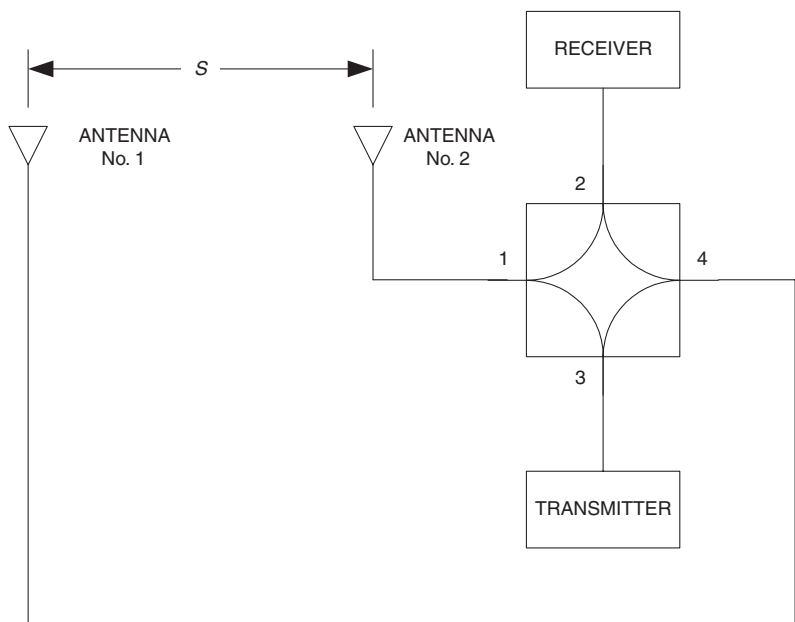 RECEIVER
S
ANTENNA
No. 1
ANTENNA
No. 2
2
1
4
3
TRANSMITTER